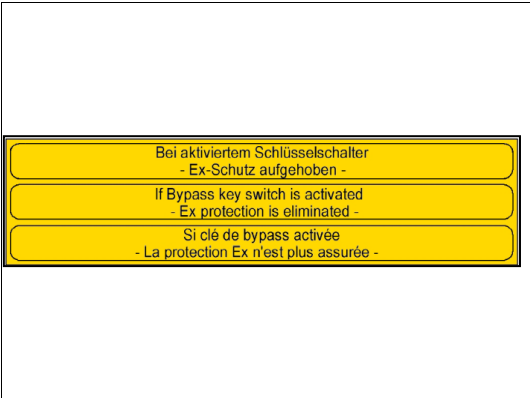 Bei aktiviertem Schlüsselschalter
- Ex-Schutz aufgehoben -
If Bypass key switch is activated
- Ex protection is eliminated -
Si clé de bypass activée
- La protection Ex n'est plus assurée -